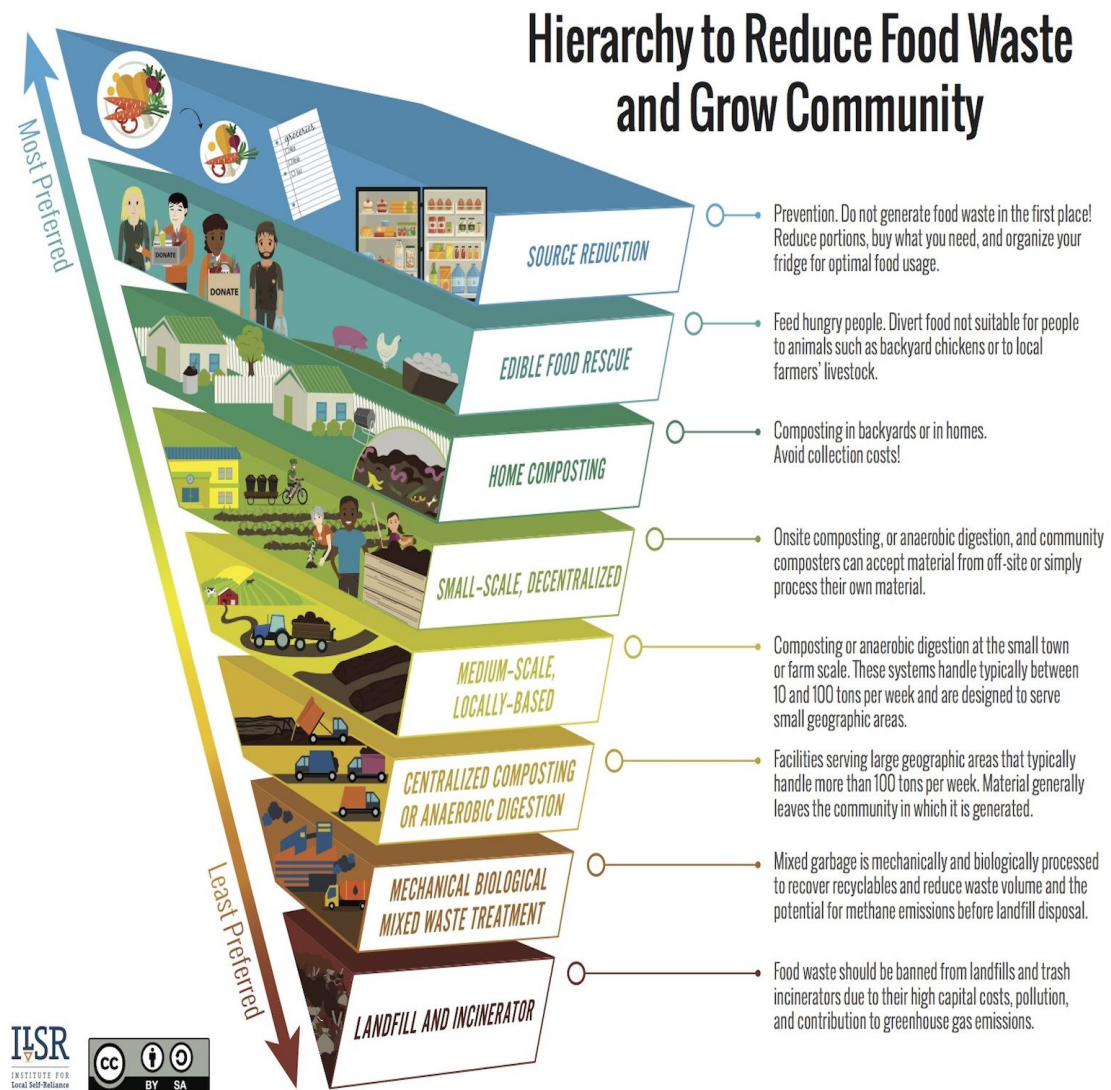 Hierarchy to Reduce Food Waste
and Grow Community
Most Preferred
groceries
DONATE
DONATE
SOURCE REDUCTION
Prevention. Do not generate food waste in the first place!
Reduce portions, buy what you need, and organize your
fridge for optimal food usage.
EDIBLE FOOD RESCUE
Feed hungry people. Divert food not suitable for people
to animals such as backyard chickens or to local
farmers' livestock.
HOME COMPOSTING
Composting in backyards or in homes.
Avoid collection costs!
SMALL-SCALE, DECENTRALIZED
Onsite composting, or anaerobic digestion, and community
composters can accept material from off-site or simply
process their own material.
MEDIUM-SCALE,
LOCALLY-BASED
Composting or anaerobic digestion at the small town
or farm scale. These systems handle typically between
10 and 100 tons per week and are designed to serve
small geographic areas.
CENTRALIZED COMPOSTING
OR ANAEROBIC DIGESTION
Facilities serving large geographic areas that typically
handle more than 100 tons per week. Material generally
leaves the community in which it is generated.
MECHANICAL BIOLOGICAL
MIXED WASTE TREATMENT
Mixed garbage is mechanically and biologically processed
to recover recyclables and reduce waste volume and the
potential for methane emissions before landfill disposal.
Least Preferred
LANDFILL AND INCINERATOR
Food waste should be banned from landfills and trash
incinerators due to their high capital costs, pollution,
and contribution to greenhouse gas emissions.
ILSR
INSTITUTE FOR
Local Self-Reliance
cc
BY SA